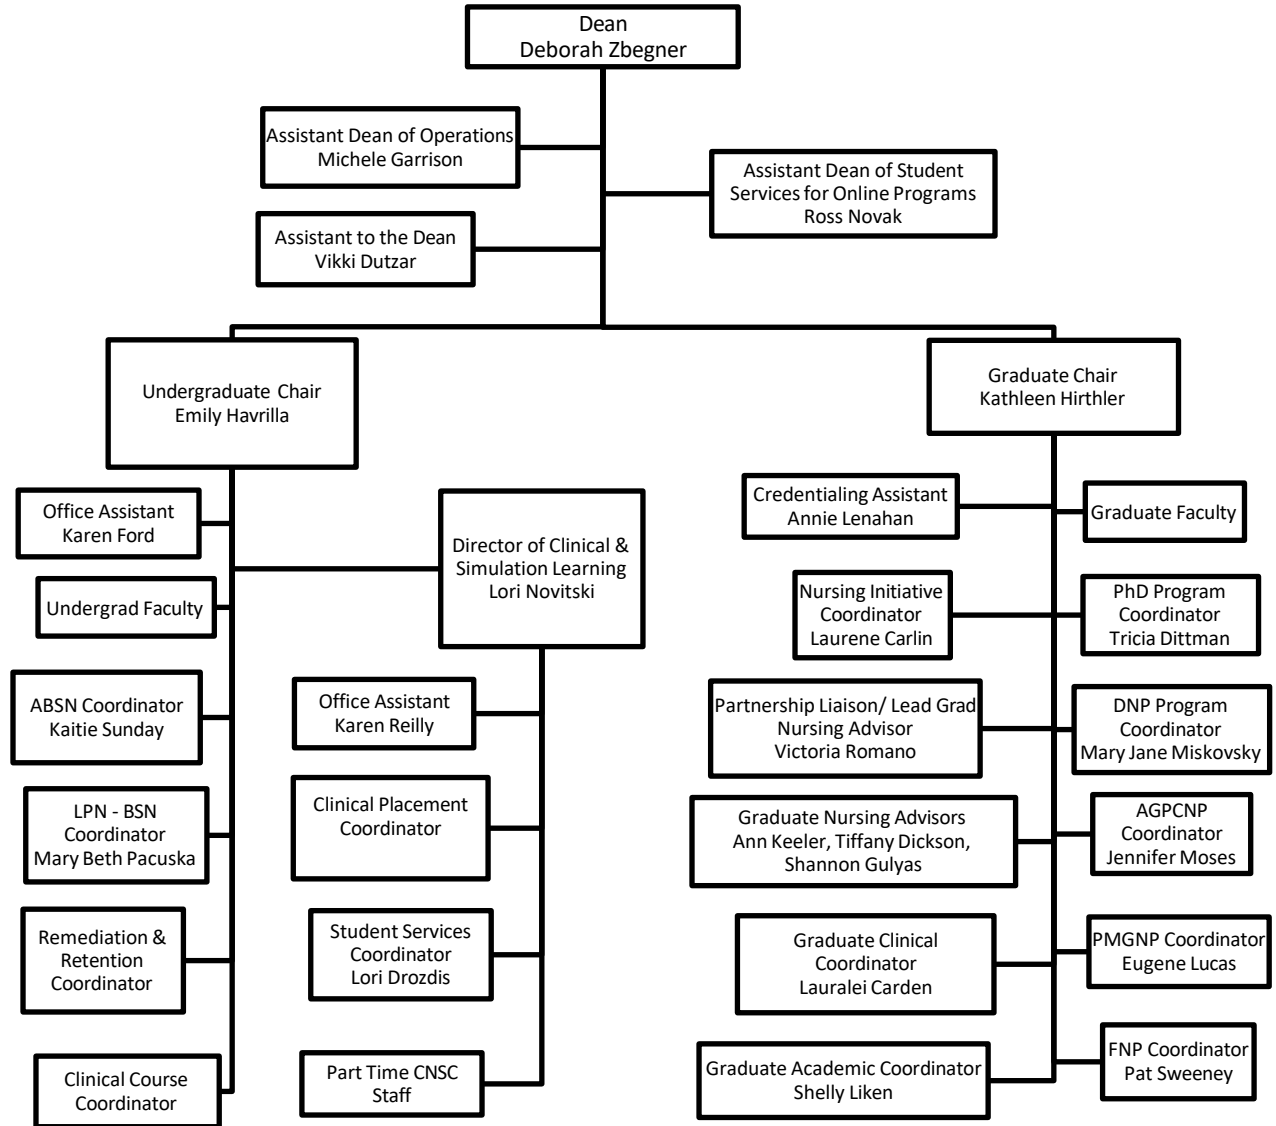 Dean
Deborah Zbegner
Assistant Dean of Operations
Michele Garrison
Assistant Dean of Student
Services for Online Programs
Ross Novak
Assistant to the Dean
Vikki Dutzar
Undergraduate Chair
Emily Havrilla
Graduate Chair
Kathleen Hirthler
Office Assistant
Karen Ford
Undergrad Faculty
ABSN Coordinator
Kaitie Sunday
LPN - BSN
Coordinator
Mary Beth Pacuska
Remediation &
Retention
Coordinator
Clinical Course
Coordinator
Director of Clinical &
Simulation Learning
Lori Novitski
Office Assistant
Karen Reilly
Clinical Placement
Coordinator
Student Services
Coordinator
Lori Drozdis
Part Time CNSC
Staff
Credentialing Assistant
Annie Lenahan
Nursing Initiative
Coordinator
Laurene Carlin
Partnership Liaison/ Lead Grad
Nursing Advisor
Victoria Romano
Graduate Nursing Advisors
Ann Keeler, Tiffany Dickson,
Shannon Gulyas
Graduate Clinical
Coordinator
Lauralei Carden
Graduate Academic Coordinator
Shelly Liken
Graduate Faculty
PhD Program
Coordinator
Tricia Dittman
DNP Program
Coordinator
Mary Jane Miskovsky
AGPCNP
Coordinator
Jennifer Moses
PMGNP Coordinator
Eugene Lucas
FNP Coordinator
Pat Sweeney